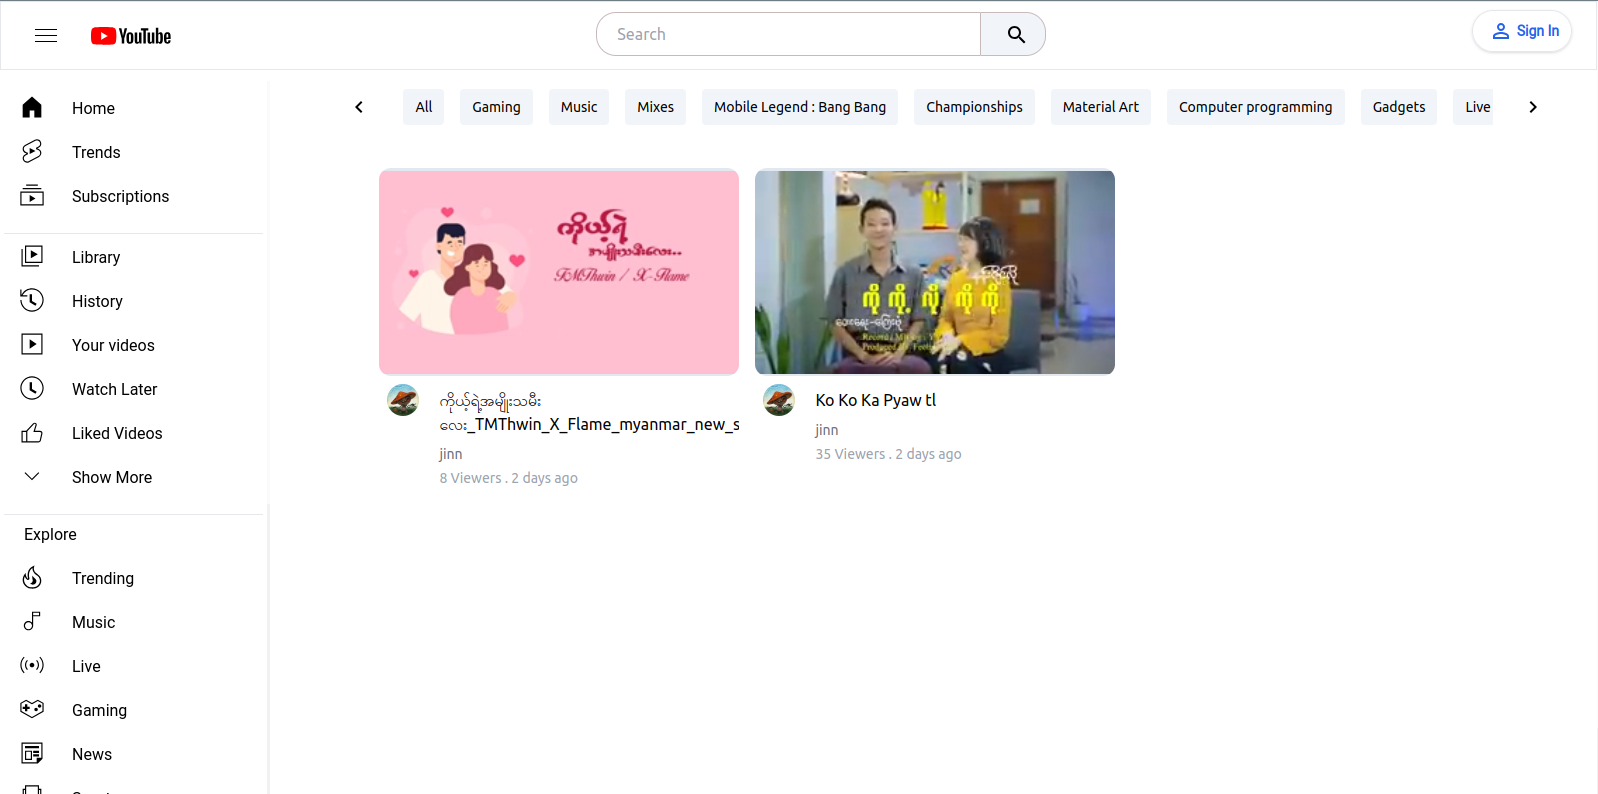 YouTube
Search
Sign In
Home
Trends
Subscriptions
Library
History
Your videos
Watch Later
Liked Videos
Show More
Explore
Trending
Music
Live
Gaming
News
All
Gaming
Music
Mixes
Mobile Legend : Bang Bang
Championships
Material Art
Computer programming
Gadgets
Live
ကိုယ့်ရဲ့
အမျိုးသမီးလေး..
TMThwin / X-Flame
ကိုယ့်ရဲ့အမျိုးသမီး
လေး_TMThwin_X_Flame_myanmar_new_s
jinn
8 Viewers . 2 days ago
ကို ကို့ လို ကို ကို
Ko Ko Ka Pyaw tl
jinn
35 Viewers . 2 days ago